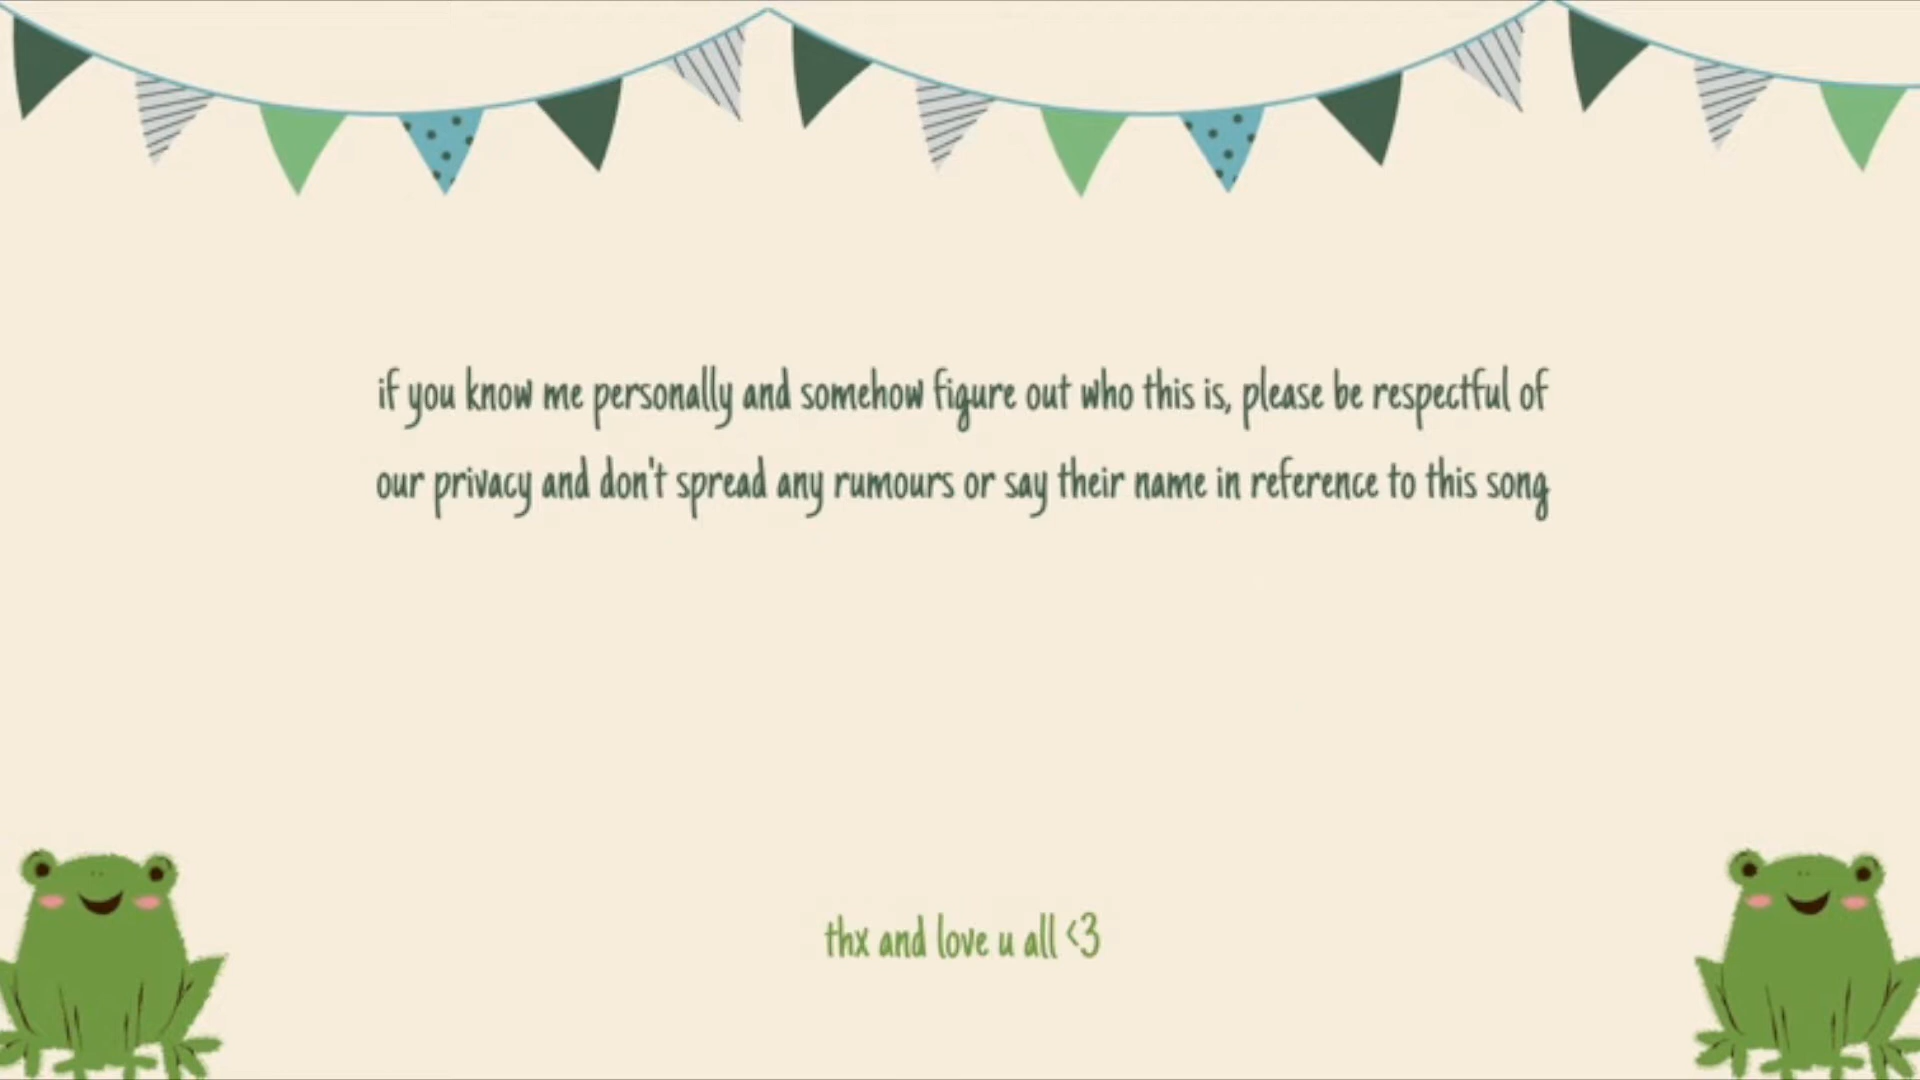 if you know me personally and somehow figure out who this is, please be respectful of
our privacy and don't spread any rumours or say their name in reference to this song
thx and love u all <3